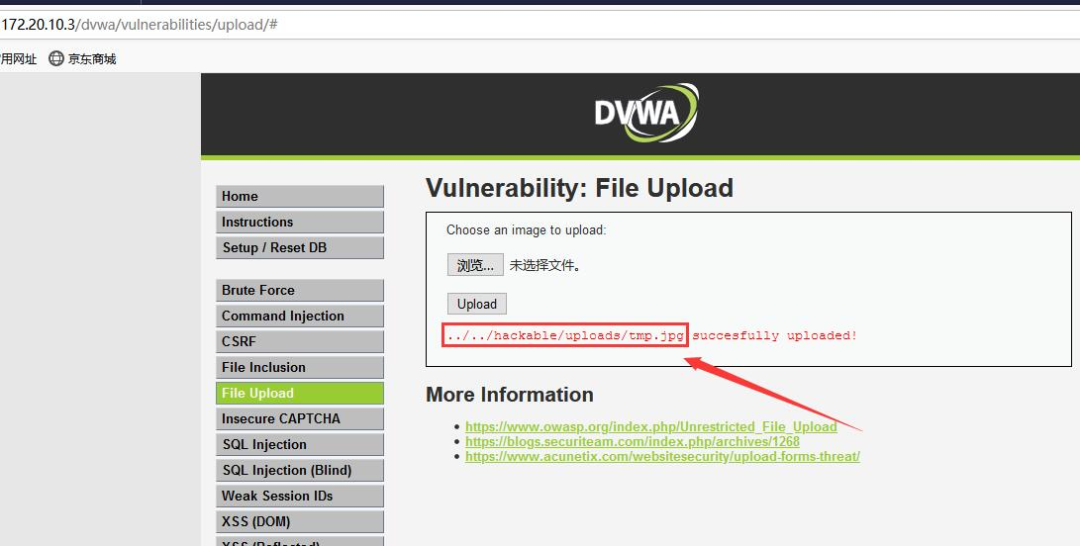 172.20.10.3/dvwa/vulnerabilities/upload/#
用网址 京东商城
DVWA
Vulnerability: File Upload
Home
Instructions
Setup / Reset DB
Brute Force
Command Injection
CSRF
File Inclusion
File Upload
Insecure CAPTCHA
SQL Injection
SQL Injection (Blind)
Weak Session IDs
XSS (DOM)
XSS (Reflected)
Choose an image to upload:
浏览... 未选择文件。
Upload
../../hackable/uploads/tmp.jpg succesfully uploaded!
More Information
https://www.owasp.org/index.php/Unrestricted_File_Upload
https://blogs.securiteam.com/index.php/archives/1268
https://www.acunetix.com/websitesecurity/upload-forms-threat/